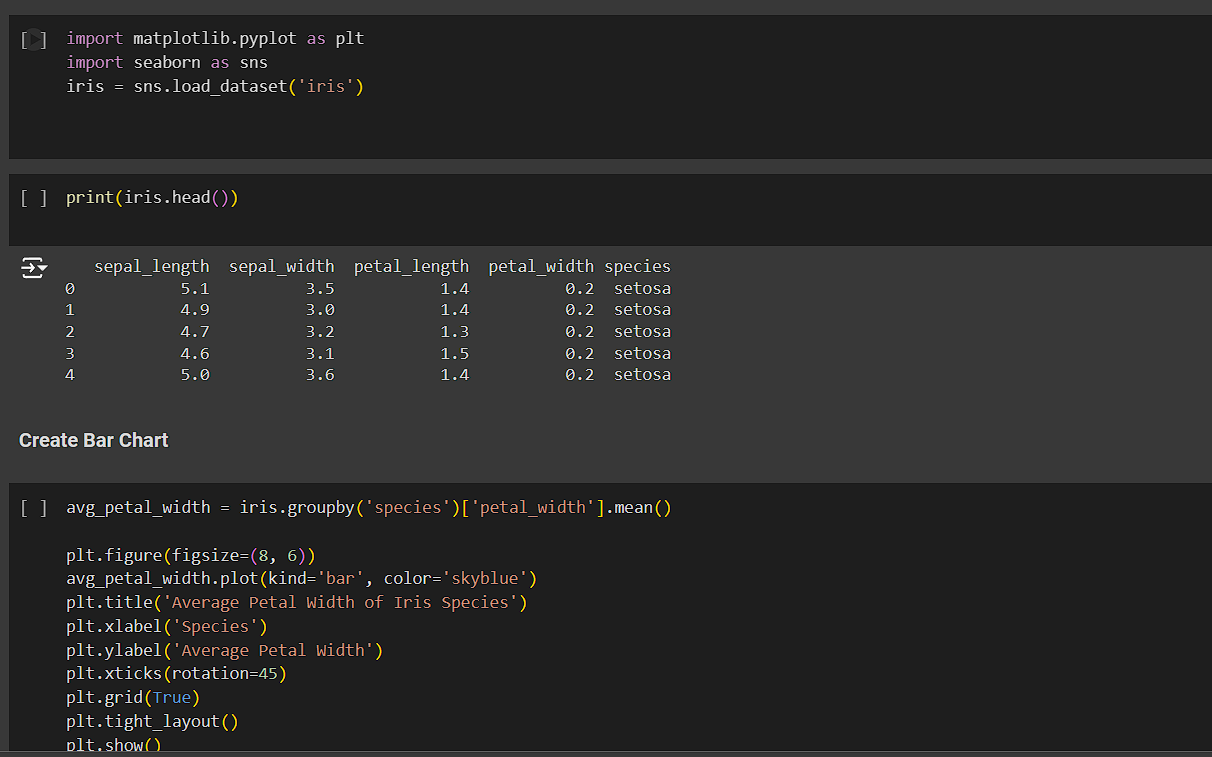 [ ] import matplotlib.pyplot as plt
import seaborn as sns
iris = sns.load_dataset('iris')
[ ] print(iris.head())
sepal_length  sepal_width  petal_length  petal_width species
0           5.1          3.5           1.4          0.2  setosa
1           4.9          3.0           1.4          0.2  setosa
2           4.7          3.2           1.3          0.2  setosa
3           4.6          3.1           1.5          0.2  setosa
4           5.0          3.6           1.4          0.2  setosa
Create Bar Chart
[ ] avg_petal_width = iris.groupby('species')['petal_width'].mean()
plt.figure(figsize=(8, 6))
avg_petal_width.plot(kind='bar', color='skyblue')
plt.title('Average Petal Width of Iris Species')
plt.xlabel('Species')
plt.ylabel('Average Petal Width')
plt.xticks(rotation=45)
plt.grid(True)
plt.tight_layout()
plt.show()